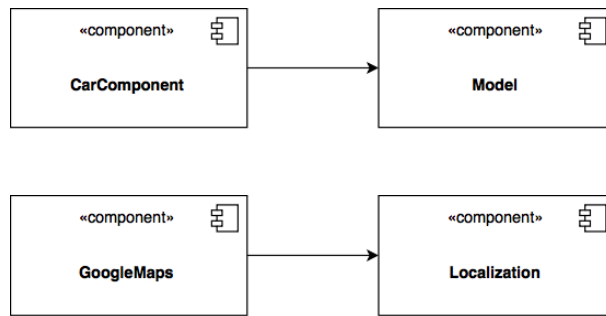 «component»
CarComponent
«component»
Model
«component»
GoogleMaps
«component»
Localization